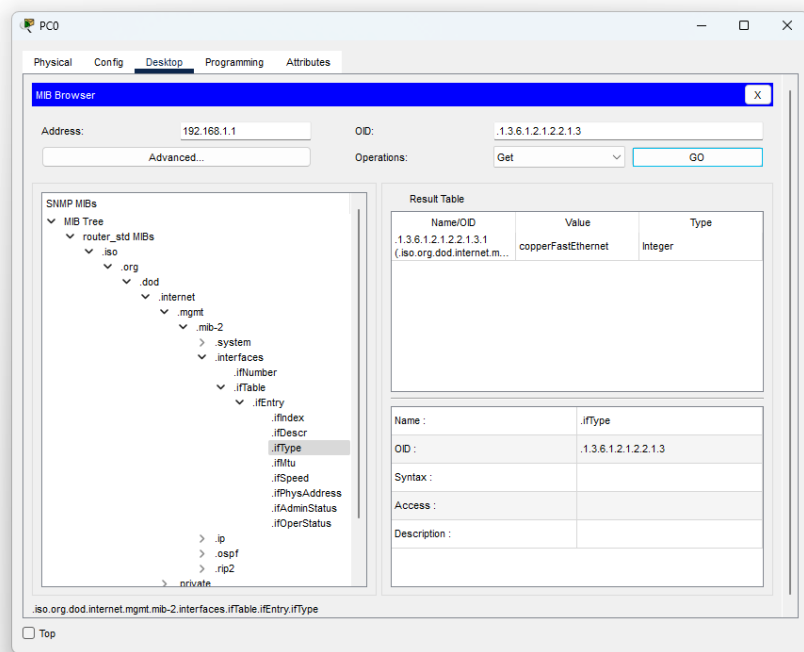 PC0
Physical Config Desktop Programming Attributes
MIB Browser
X
Address: 192.168.1.1 OID: .1.3.6.1.2.1.2.2.1.3
Advanced... Operations: Get GO
SNMP MIBs
MIB Tree
router_std MIBs
.iso
.org
.dod
.internet
.mgmt
.mib-2
.system
.interfaces
.ifNumber
.ifTable
.ifEntry
.ifIndex
.ifDescr
.ifType
.ifMtu
.ifSpeed
.ifPhysAddress
.ifAdminStatus
.ifOperStatus
.ip
.ospf
.rip2
private
Result Table
Name/OID Value Type
.1.3.6.1.2.1.2.2.1.3.1 copperFastEthernet Integer
(.iso.org.dod.internet.m...
Name : .ifType
OID : .1.3.6.1.2.1.2.2.1.3
Syntax :
Access :
Description :
.iso.org.dod.internet.mgmt.mib-2.interfaces.ifTable.ifEntry.ifType
Top